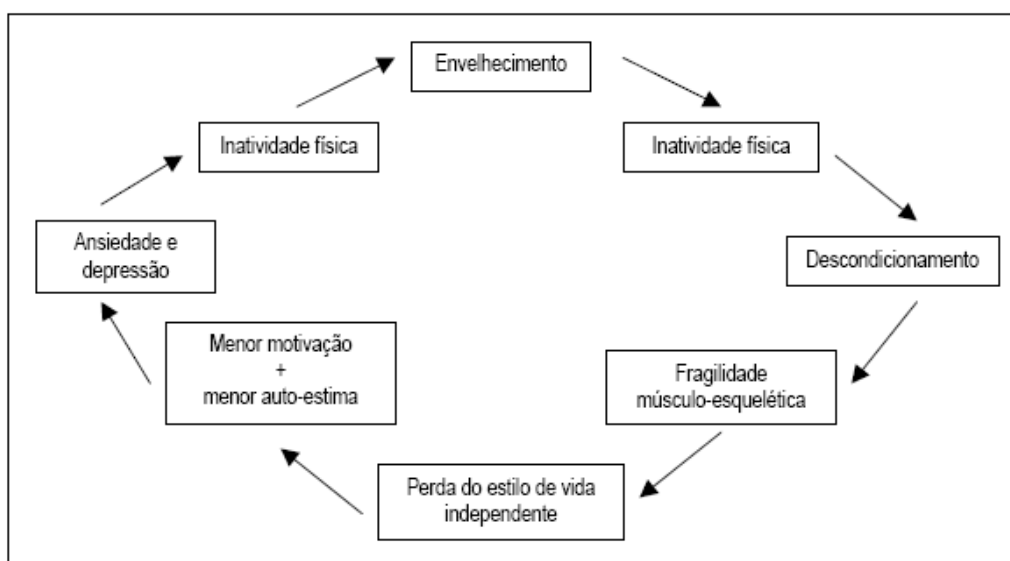 Envelhecimento
Inatividade física
Descondicionamento
Fragilidade
músculo-esquelética
Perda do estilo de vida
independente
Menor motivação
+
menor auto-estima
Ansiedade e
depressão
Inatividade física